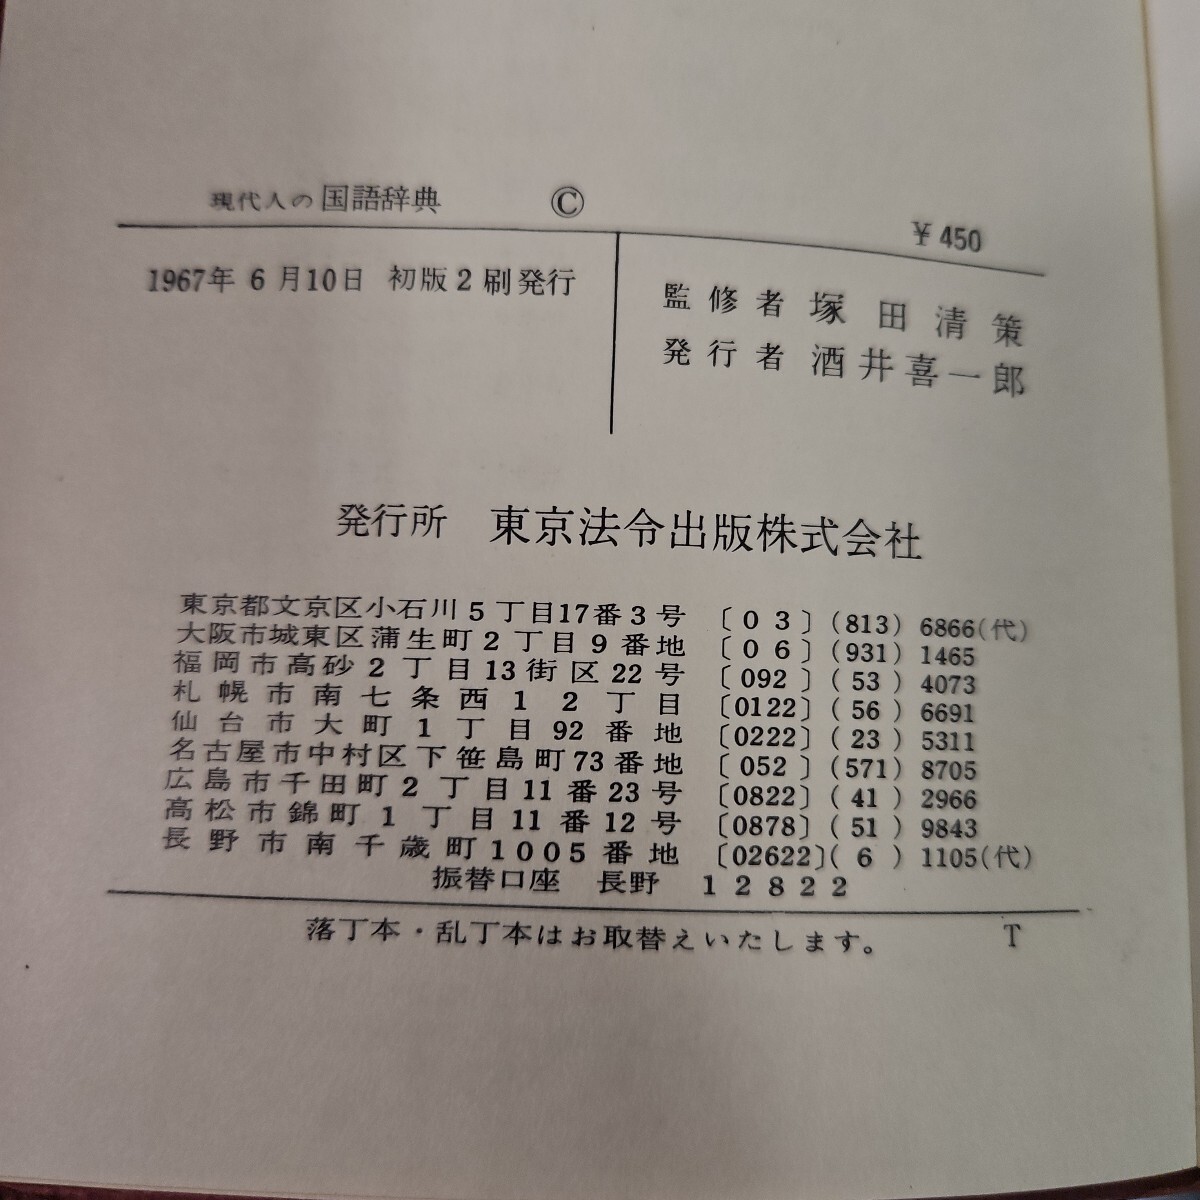 現代人の国語辞典 Ⓒ
¥450
1967年6月10日 初版2刷発行
監修者 塚田清策
発行者 酒井喜一郎
発行所 東京法令出版株式会社
東京都文京区小石川5丁目17番3号 〔03〕(813)6866(代)
大阪市城東区蒲生町2丁目9番地 〔06〕(931)1465
福岡市高砂2丁目13街区22号 〔092〕(53)4073
札幌市南七条西12丁目 〔0122〕(56)6691
仙台市大町1丁目92番地 〔0222〕(23)5311
名古屋市中村区下笹島町73番地 〔052〕(571)8705
広島市千田町2丁目11番23号 〔0822〕(41)2966
高松市錦町1丁目11番12号 〔0878〕(51)9843
長野市南千歳町1005番地 〔02622〕(6)1105(代)
振替口座 長野 12822
落丁本・乱丁本はお取替えいたします。 T